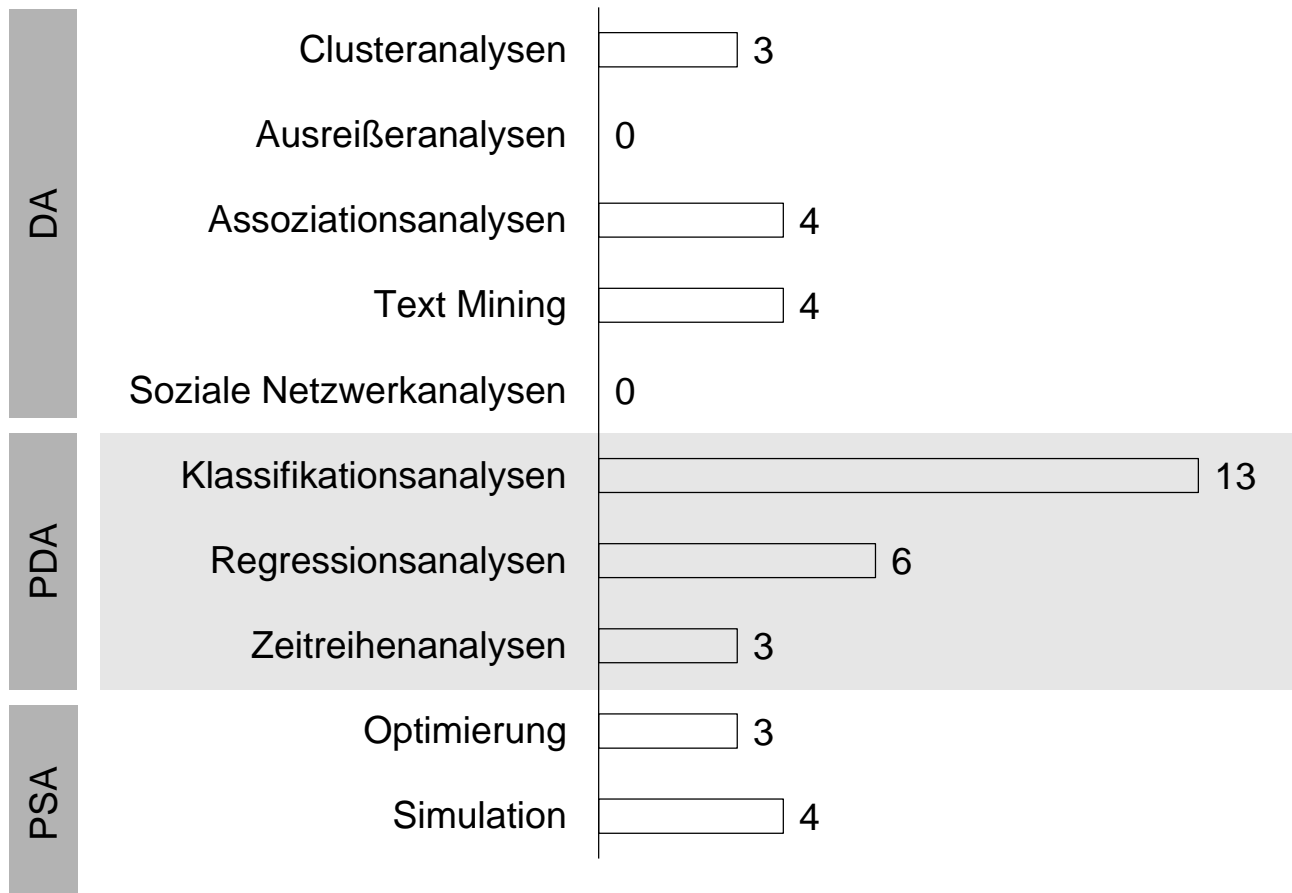 DA
Clusteranalysen 3
Ausreißeranalysen 0
Assoziationsanalysen 4
Text Mining 4
Soziale Netzwerkanalysen 0
PDA
Klassifikationsanalysen 13
Regressionsanalysen 6
Zeitreihenanalysen 3
PSA
Optimierung 3
Simulation 4